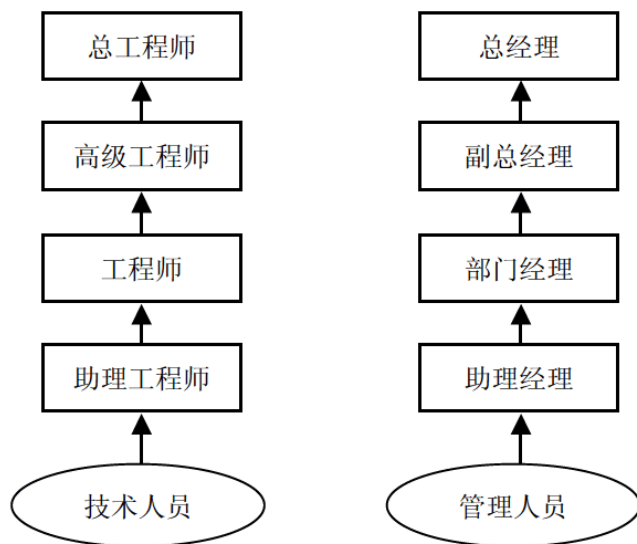 总工程师
总经理
高级工程师
副总经理
工程师
部门经理
助理工程师
助理经理
技术人员
管理人员